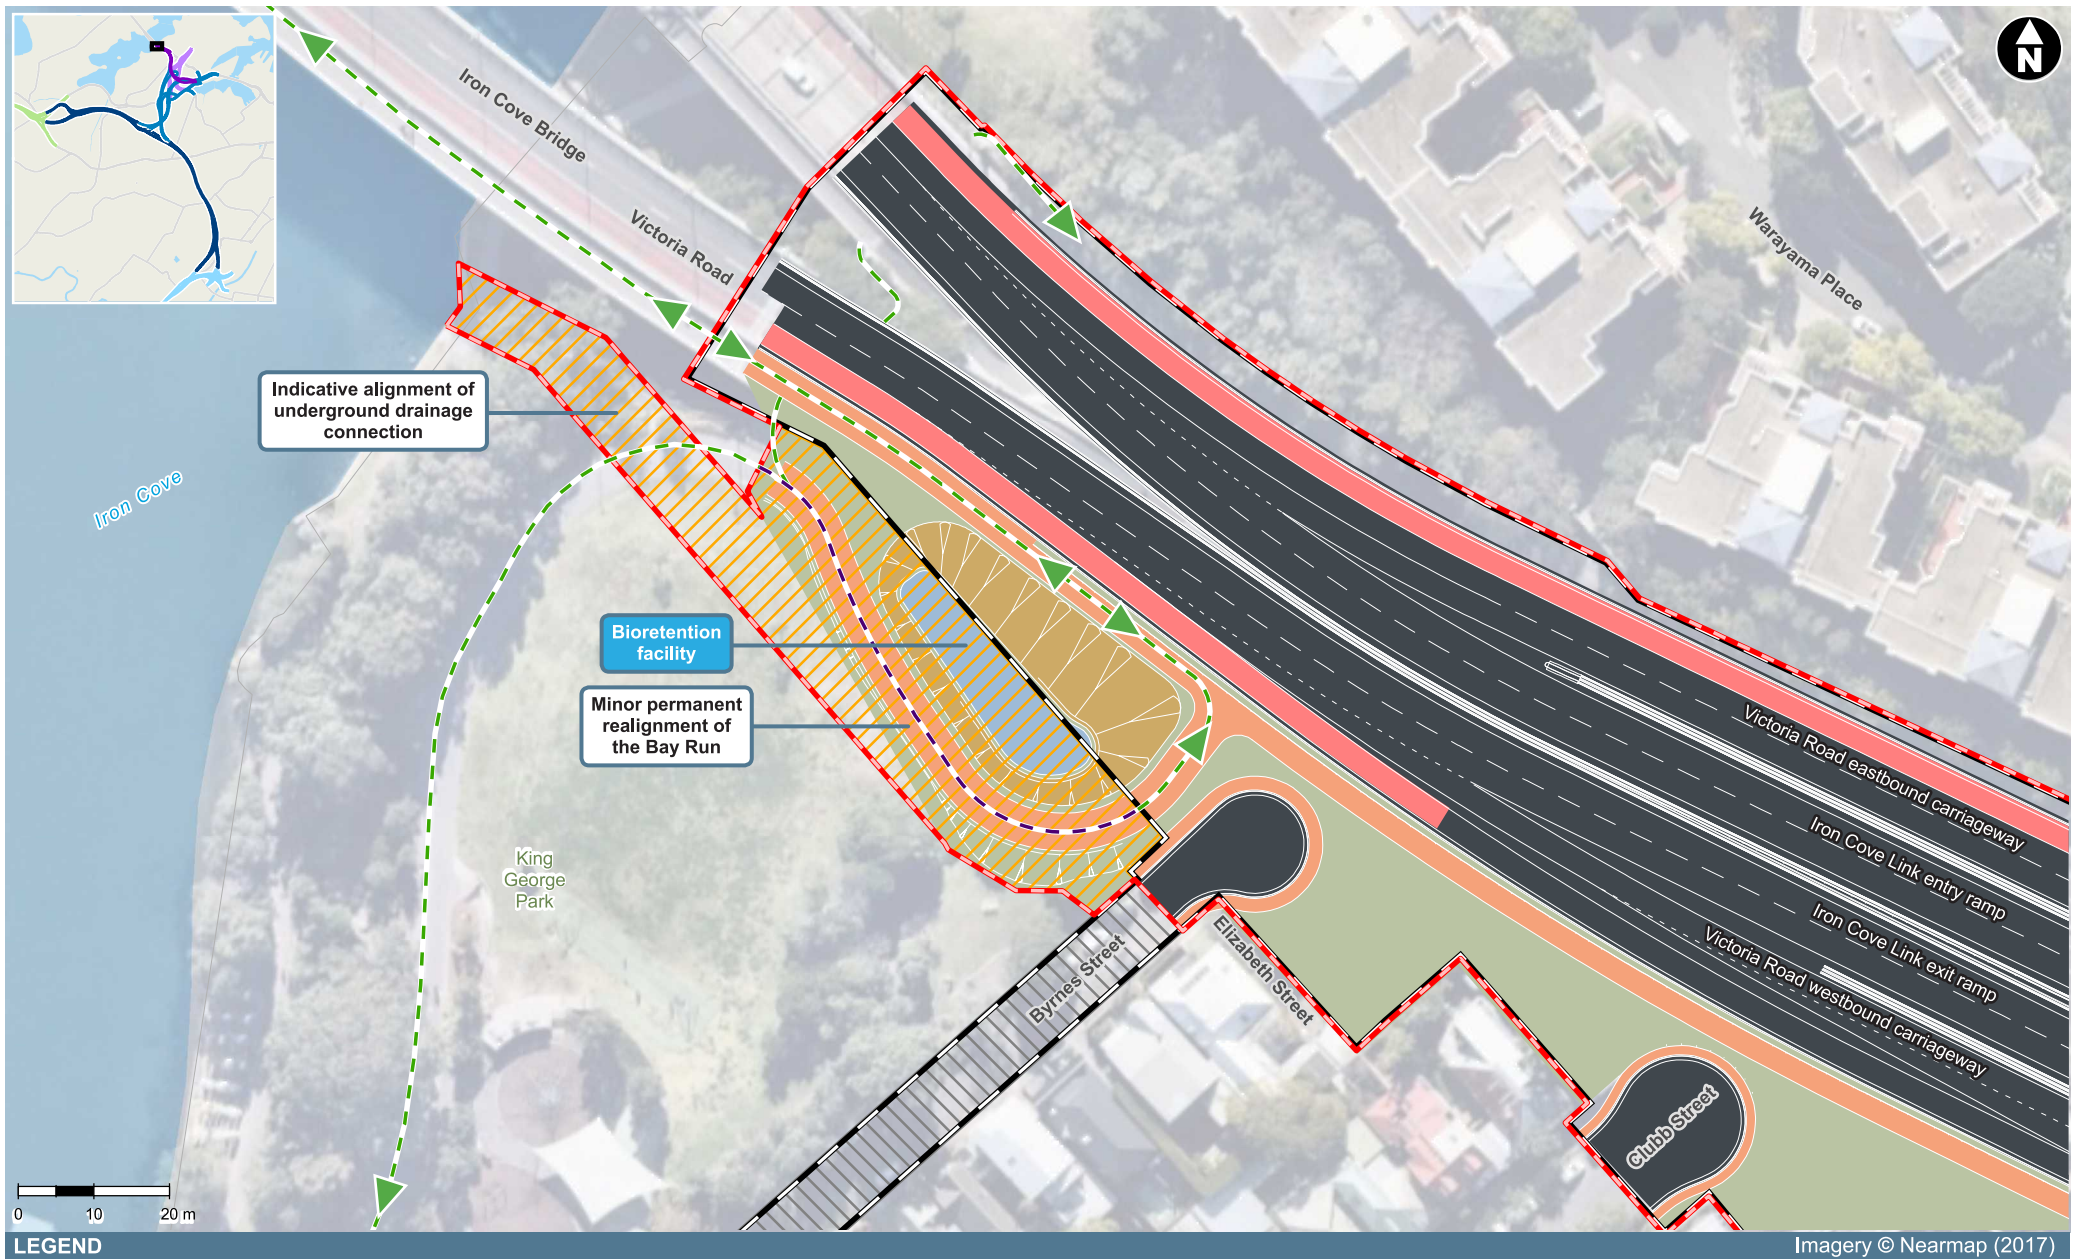 N
Iron Cove Bridge
Victoria Road
Warayama Place
Indicative alignment of
underground drainage
connection
Iron Cove
Bioretention
facility
Minor permanent
realignment of
the Bay Run
King
George
Park
Victoria Road eastbound carriageway
Iron Cove Link entry ramp
Iron Cove Link exit ramp
Victoria Road westbound carriageway
Byrnes Street
Elizabeth Street
Clubb Street
0 10 20 m
LEGEND
Imagery © Nearmap (2017)